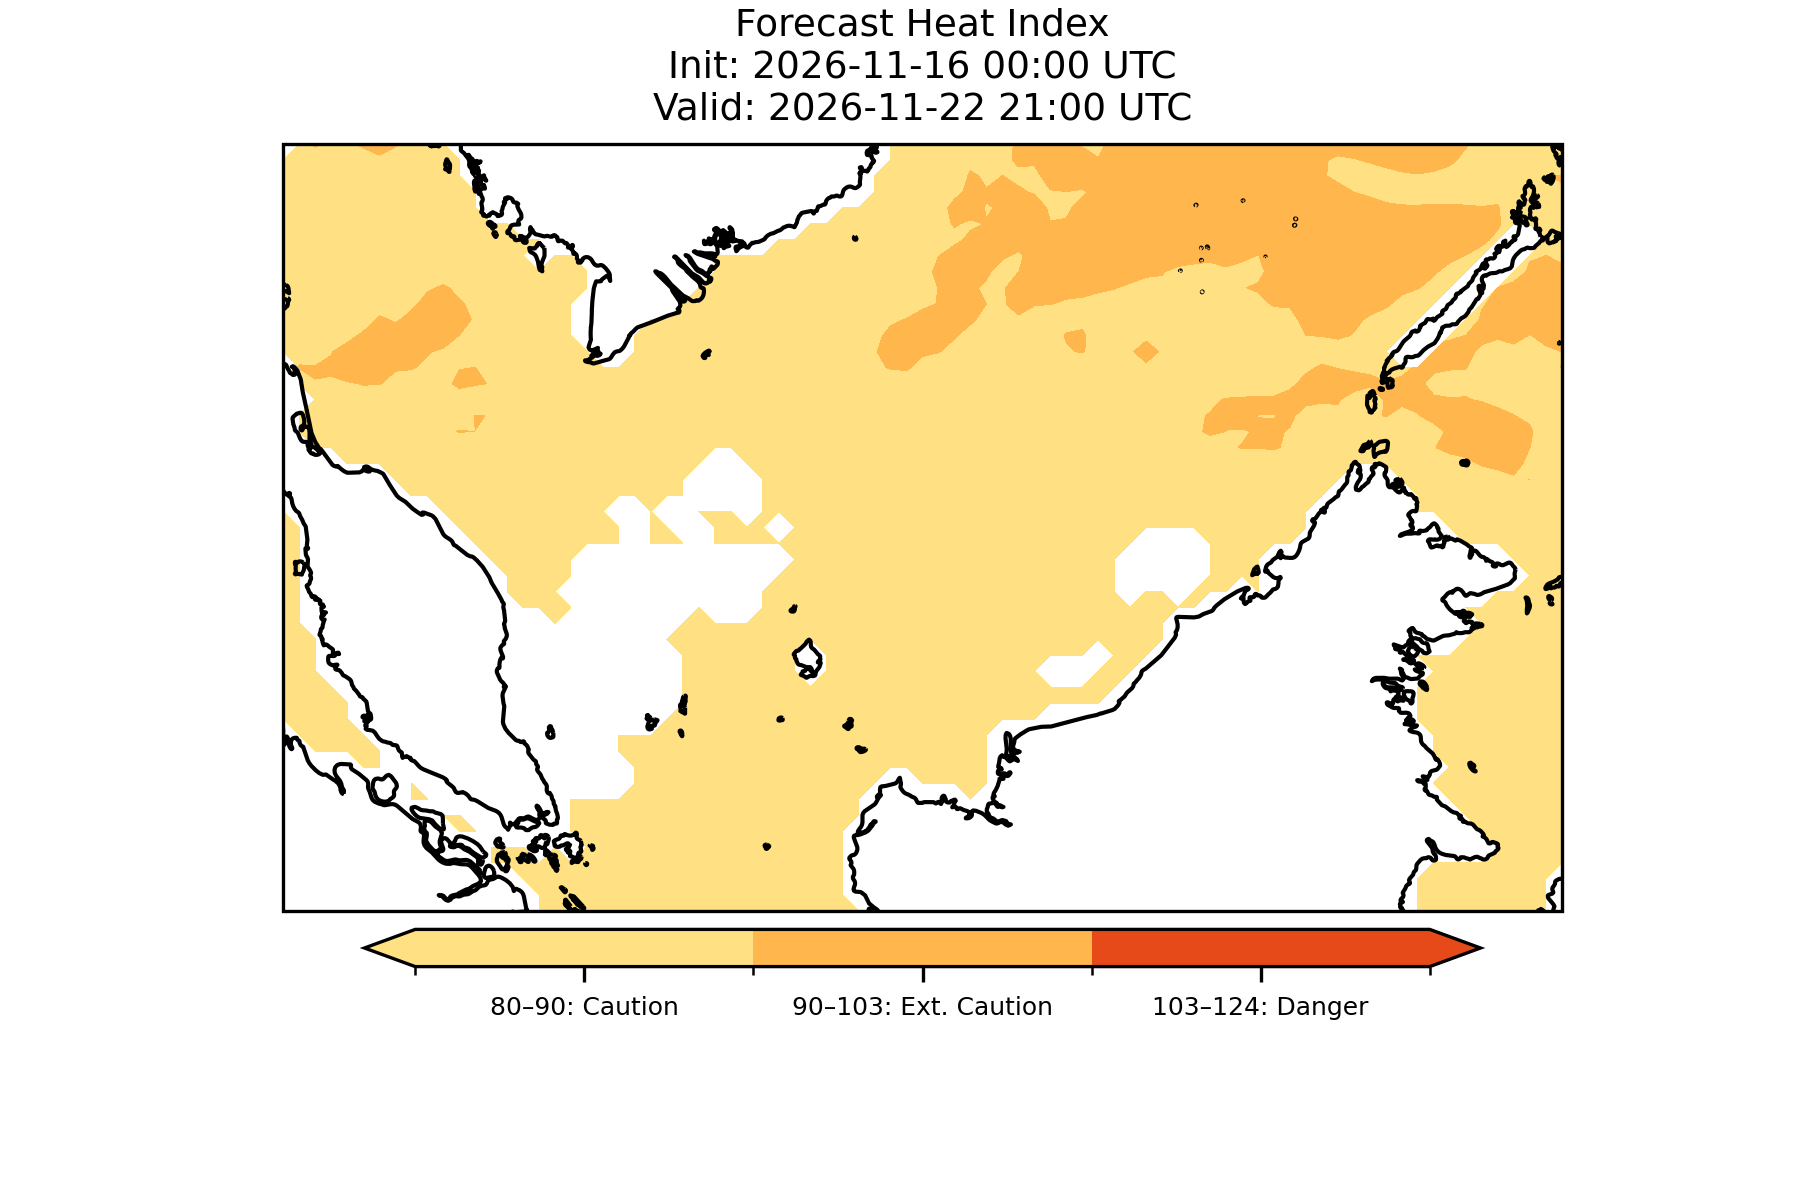 Forecast Heat Index
Init: 2026-11-16 00:00 UTC
Valid: 2026-11-22 21:00 UTC
80–90: Caution
90–103: Ext. Caution
103–124: Danger